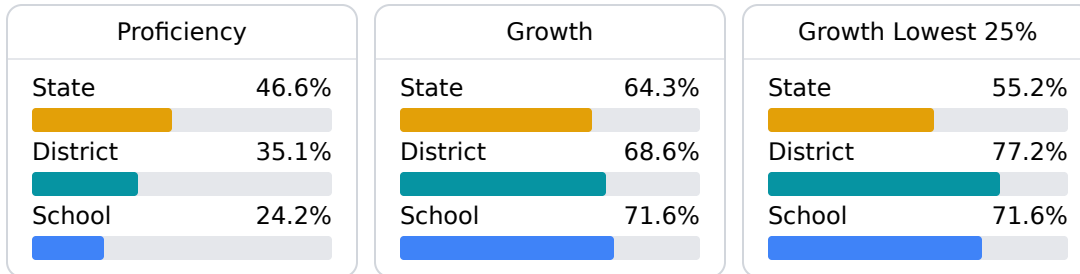 Proficiency
State 46.6%
District 35.1%
School 24.2%
Growth
State 64.3%
District 68.6%
School 71.6%
Growth Lowest 25%
State 55.2%
District 77.2%
School 71.6%